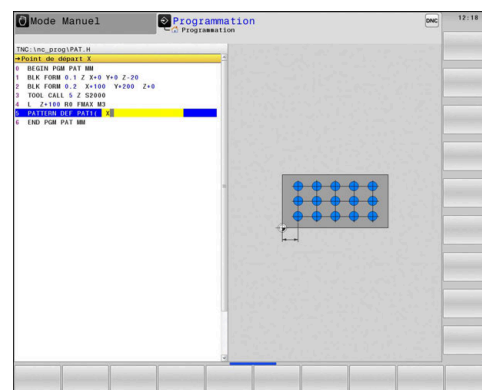 Mode Manuel
Programmation
Programmation
DNC
12:18
TNC:\nc_prog\PAT.H
→Point de départ X
0 BEGIN PGM PAT MM
1 BLK FORM 0.1 Z X+0 Y+0 Z-20
2 BLK FORM 0.2 X+100 Y+200 Z+0
3 TOOL CALL 5 Z S2000
4 L Z+100 R0 FMAX M3
5 PATTERN DEF PAT1( X
6 END PGM PAT MM